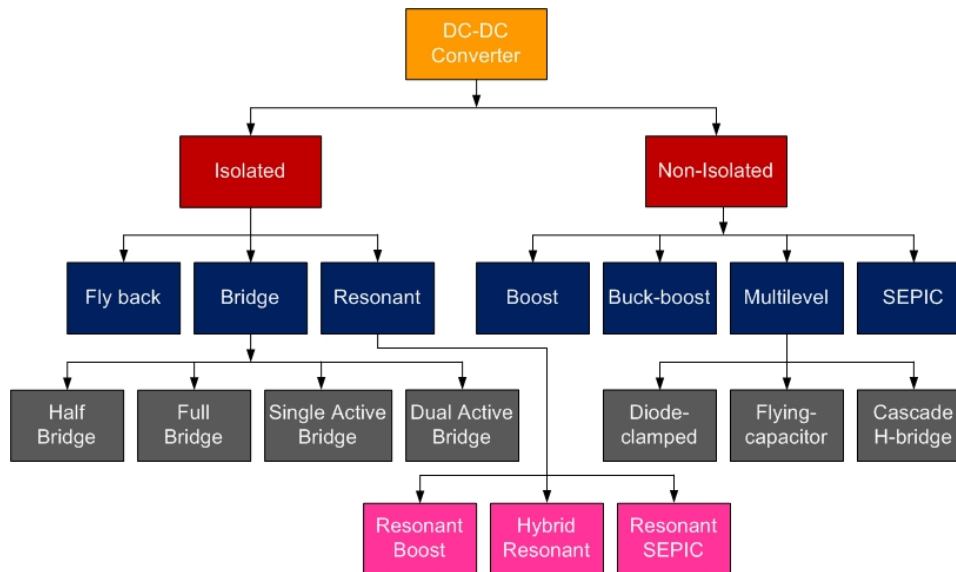 DC-DC
Converter
Isolated
Non-Isolated
Fly back
Bridge
Resonant
Boost
Buck-boost
Multilevel
SEPIC
Half
Bridge
Full
Bridge
Single Active
Bridge
Dual Active
Bridge
Diode-
clamped
Flying-
capacitor
Cascade
H-bridge
Resonant
Boost
Hybrid
Resonant
Resonant
SEPIC